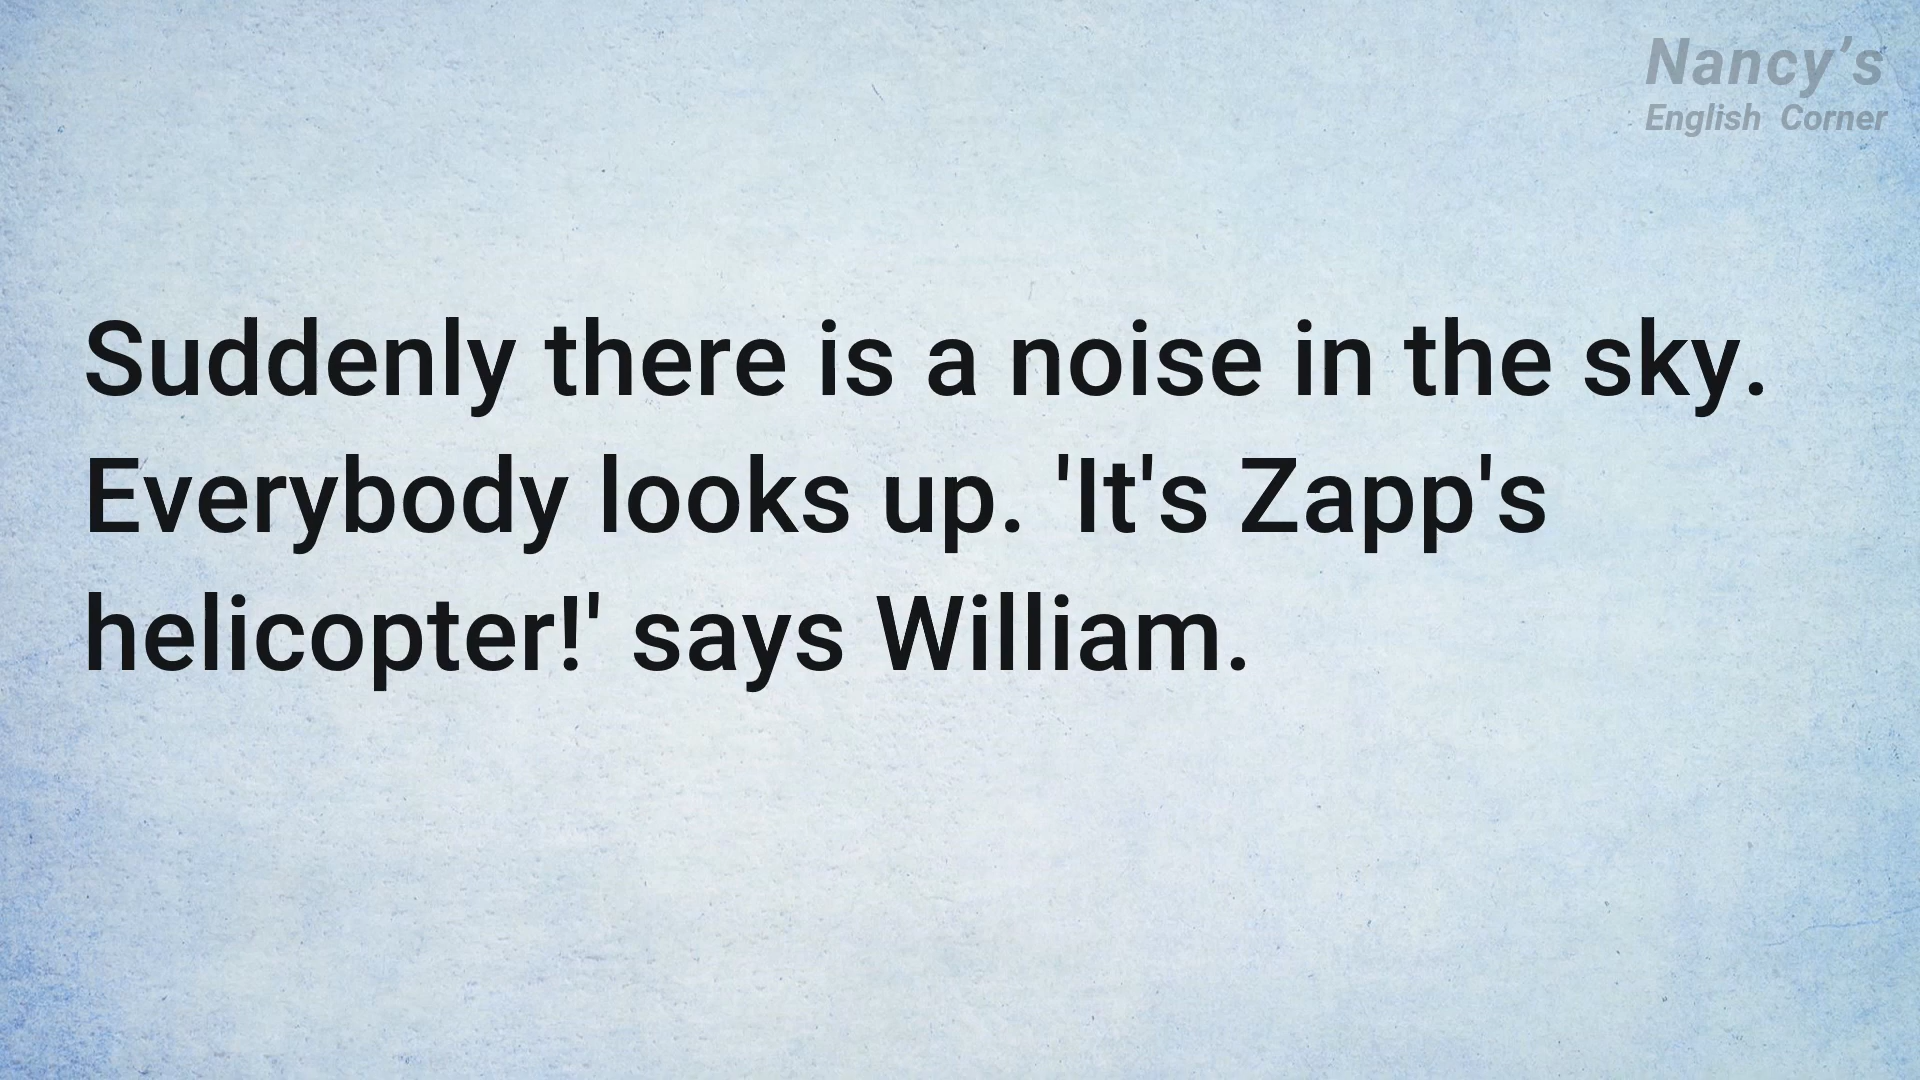 Nancy’s
English Corner
Suddenly there is a noise in the sky.
Everybody looks up. 'It's Zapp's
helicopter!' says William.